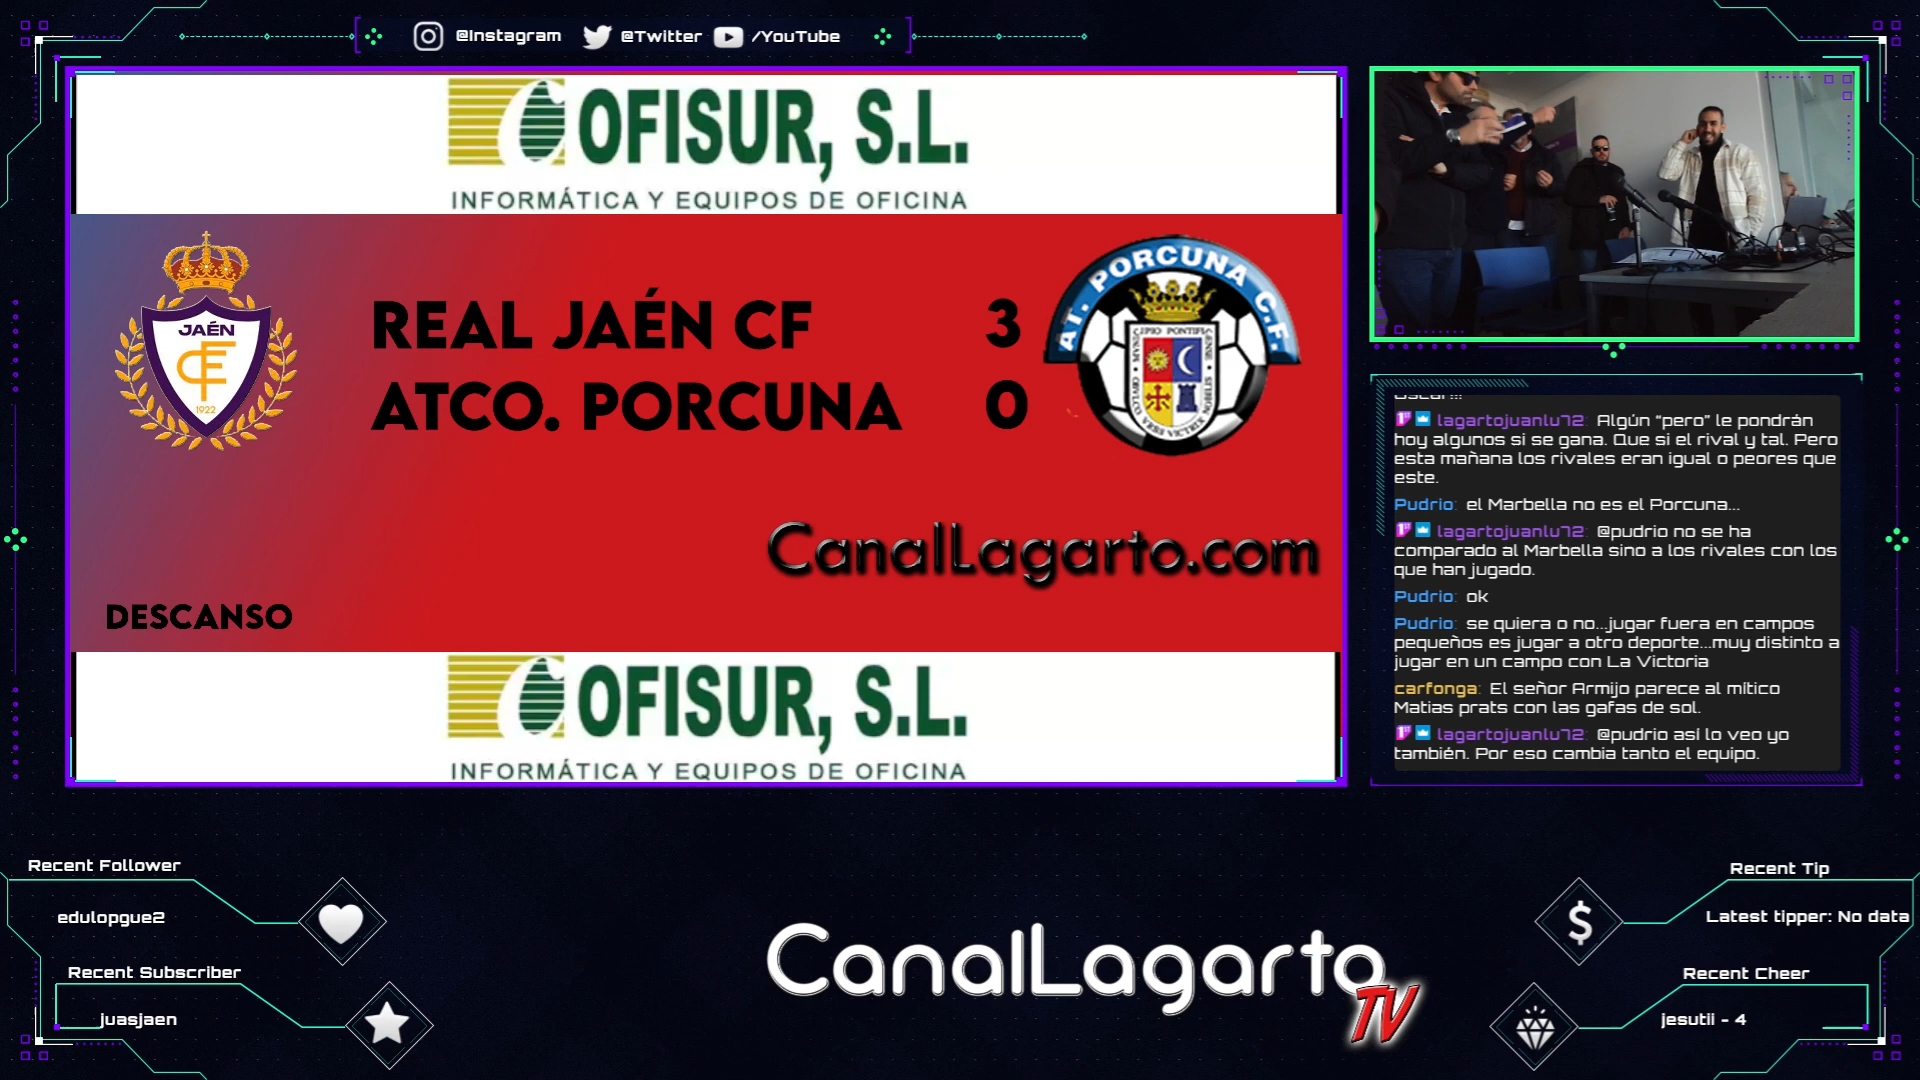 @Instagram @Twitter /YouTube
OFISUR, S.L.
INFORMÁTICA Y EQUIPOS DE OFICINA
JAÉN
CF
1922
REAL JAÉN CF 3
ATCO. PORCUNA 0
AT. PORCUNA C.F.
CanalLagarto.com
DESCANSO
OFISUR, S.L.
INFORMÁTICA Y EQUIPOS DE OFICINA
lagartojuanlu72: Algún “pero” le pondrán
hoy algunos si se gana. Que si el rival y tal. Pero
esta mañana los rivales eran igual o peores que
este.
Pudrio: el Marbella no es el Porcuna...
lagartojuanlu72: @pudrio no se ha
comparado al Marbella sino a los rivales con los
que han jugado.
Pudrio: ok
Pudrio: se quiera o no...jugar fuera en campos
pequeños es jugar a otro deporte...muy distinto a
jugar en un campo con La Victoria
carfonga: El señor Armijo parece al mítico
Matias prats con las gafas de sol.
lagartojuanlu72: @pudrio así lo veo yo
también. Por eso cambia tanto el equipo.
Recent Follower
edulopgue2
Recent Subscriber
juasjaen
CanalLagarto
TV
Recent Tip
Latest tipper: No data
Recent Cheer
jesutii - 4